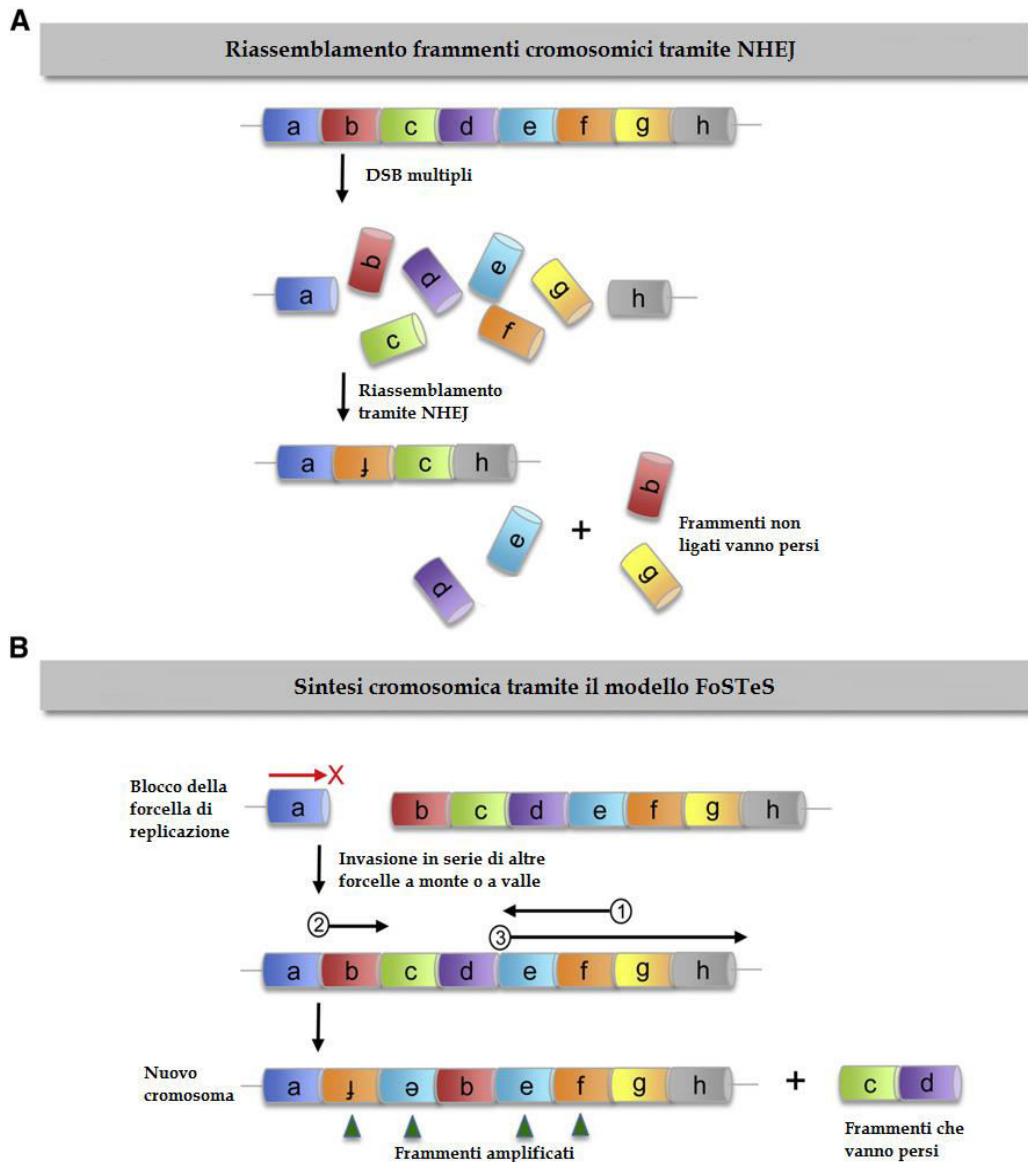 A
Riassemblamento frammenti cromosomici tramite NHEJ
a b c d e f g h
DSB multipli
a b d e g h
c f
Riassemblamento
tramite NHEJ
a f c h
b
e + Frammenti non
ligati vanno persi
d g
B
Sintesi cromosomica tramite il modello FoSTeS
Blocco della
forcella di
replicazione
X
a b c d e f g h
Invasione in serie di altre
forcelle a monte o a valle
1
2 3
a b c d e f g h
Nuovo
cromosoma
a f e b e f g h + c d
Frammenti amplificati
Frammenti che
vanno persi